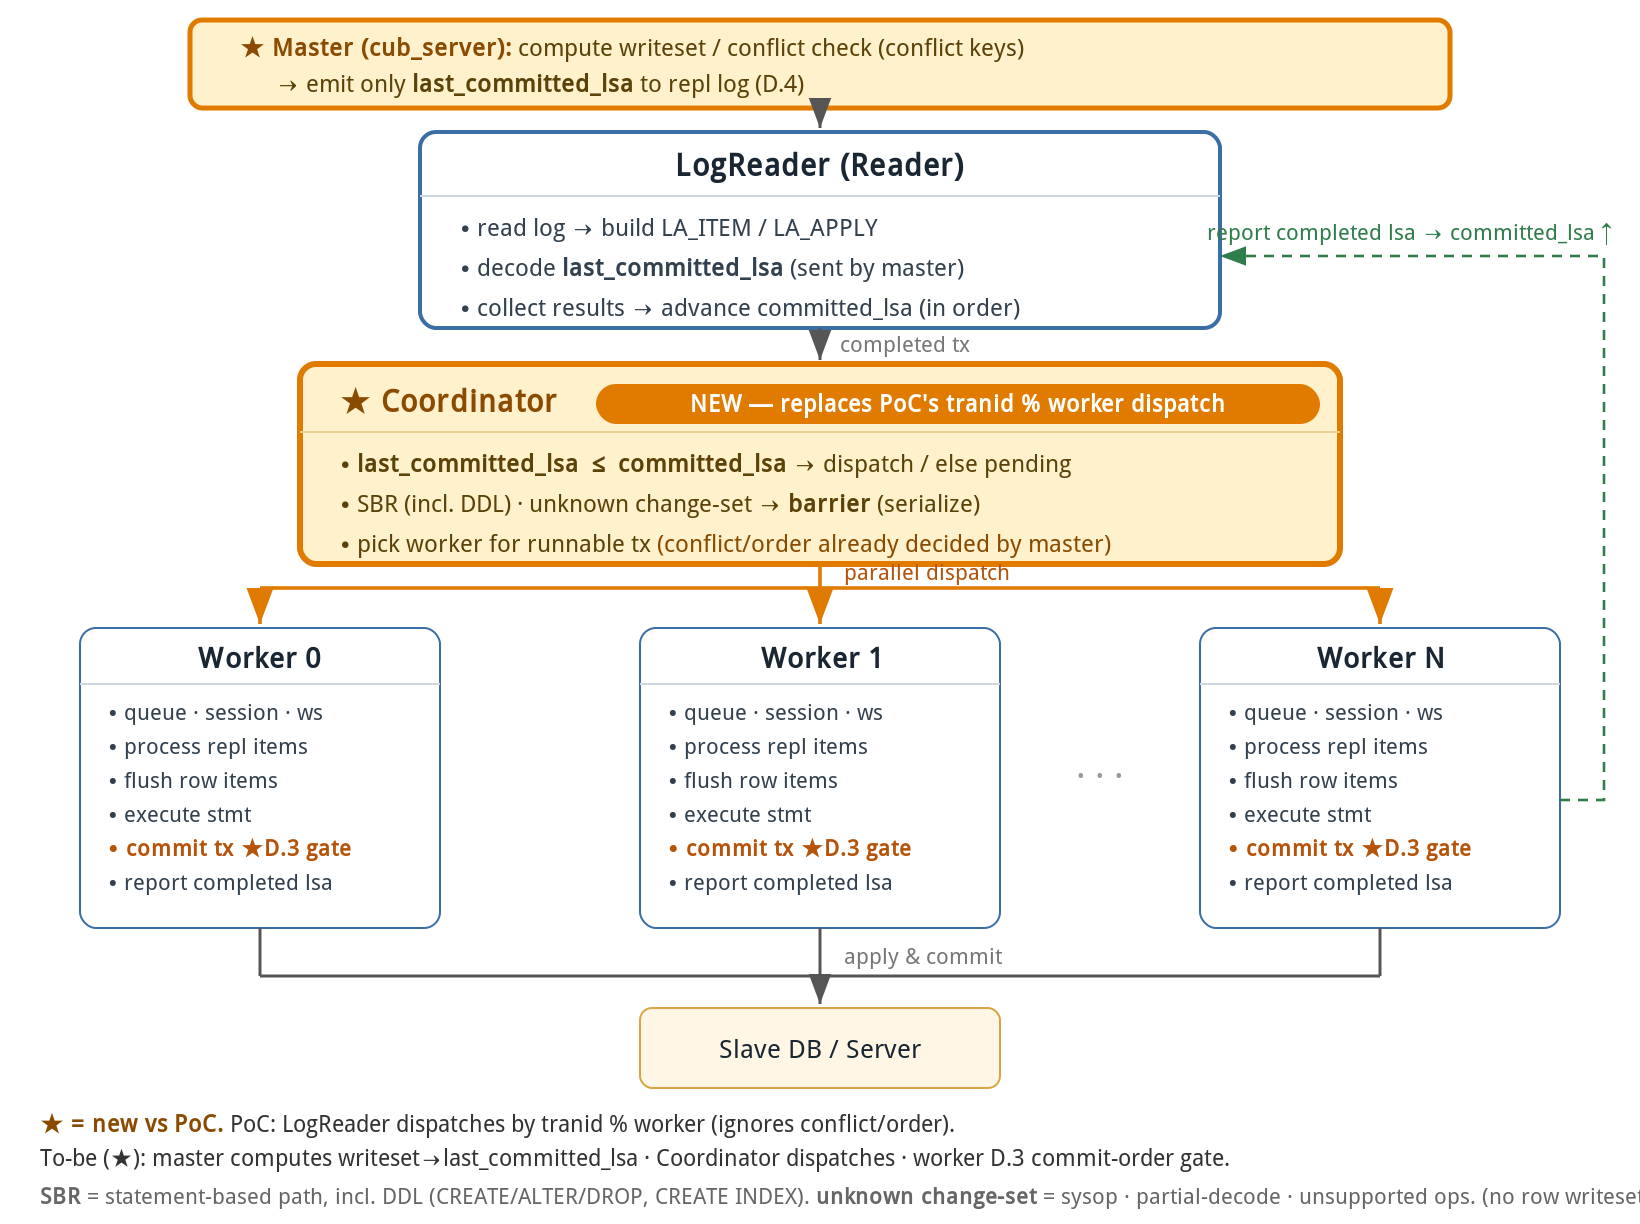 ★ Master (cub_server): compute writeset / conflict check (conflict keys)
→ emit only last_committed_lsa to repl log (D.4)
LogReader (Reader)
• read log → build LA_ITEM / LA_APPLY
• decode last_committed_lsa (sent by master)
• collect results → advance committed_lsa (in order)
report completed lsa → committed_lsa ↑
completed tx
★ Coordinator
NEW — replaces PoC's tranid % worker dispatch
• last_committed_lsa ≤ committed_lsa → dispatch / else pending
• SBR (incl. DDL) · unknown change-set → barrier (serialize)
• pick worker for runnable tx (conflict/order already decided by master)
parallel dispatch
Worker 0
• queue · session · ws
• process repl items
• flush row items
• execute stmt
• commit tx ★D.3 gate
• report completed lsa
Worker 1
• queue · session · ws
• process repl items
• flush row items
• execute stmt
• commit tx ★D.3 gate
• report completed lsa
· · ·
Worker N
• queue · session · ws
• process repl items
• flush row items
• execute stmt
• commit tx ★D.3 gate
• report completed lsa
apply & commit
Slave DB / Server
★ = new vs PoC. PoC: LogReader dispatches by tranid % worker (ignores conflict/order).
To-be (★): master computes writeset→last_committed_lsa · Coordinator dispatches · worker D.3 commit-order gate.
SBR = statement-based path, incl. DDL (CREATE/ALTER/DROP, CREATE INDEX). unknown change-set = sysop · partial-decode · unsupported ops. (no row writeset